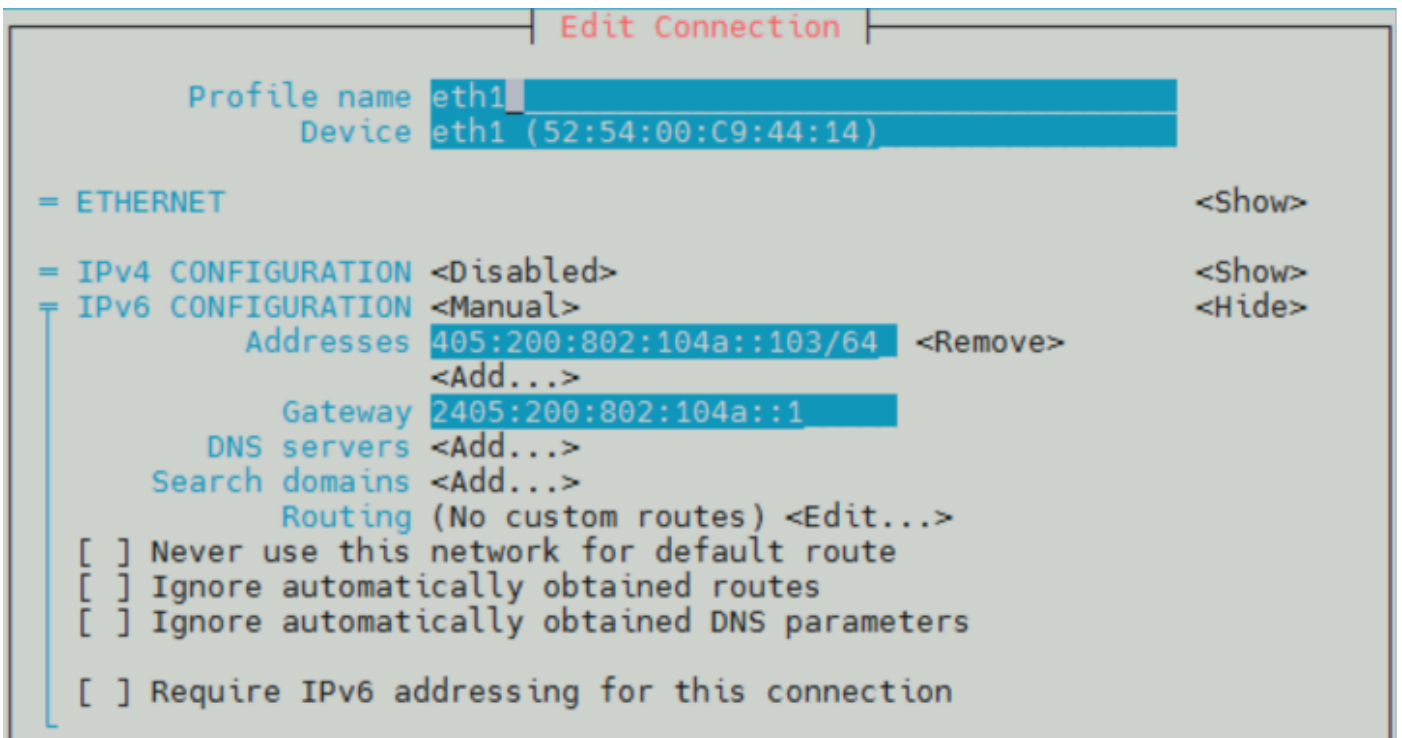 Edit Connection
Profile name eth1
Device eth1 (52:54:00:C9:44:14)
= ETHERNET <Show>
= IPv4 CONFIGURATION <Disabled> <Show>
= IPv6 CONFIGURATION <Manual> <Hide>
Addresses 405:200:802:104a::103/64 <Remove>
<Add...>
Gateway 2405:200:802:104a::1
DNS servers <Add...>
Search domains <Add...>
Routing (No custom routes) <Edit...>
[ ] Never use this network for default route
[ ] Ignore automatically obtained routes
[ ] Ignore automatically obtained DNS parameters
[ ] Require IPv6 addressing for this connection